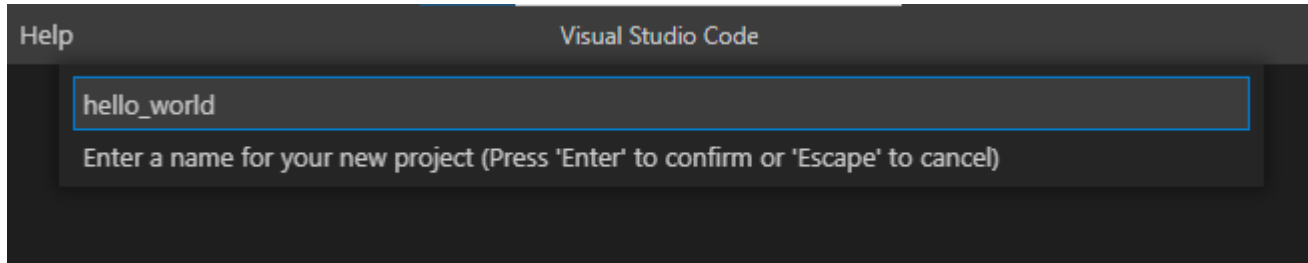 Help
Visual Studio Code
hello_world
Enter a name for your new project (Press 'Enter' to confirm or 'Escape' to cancel)